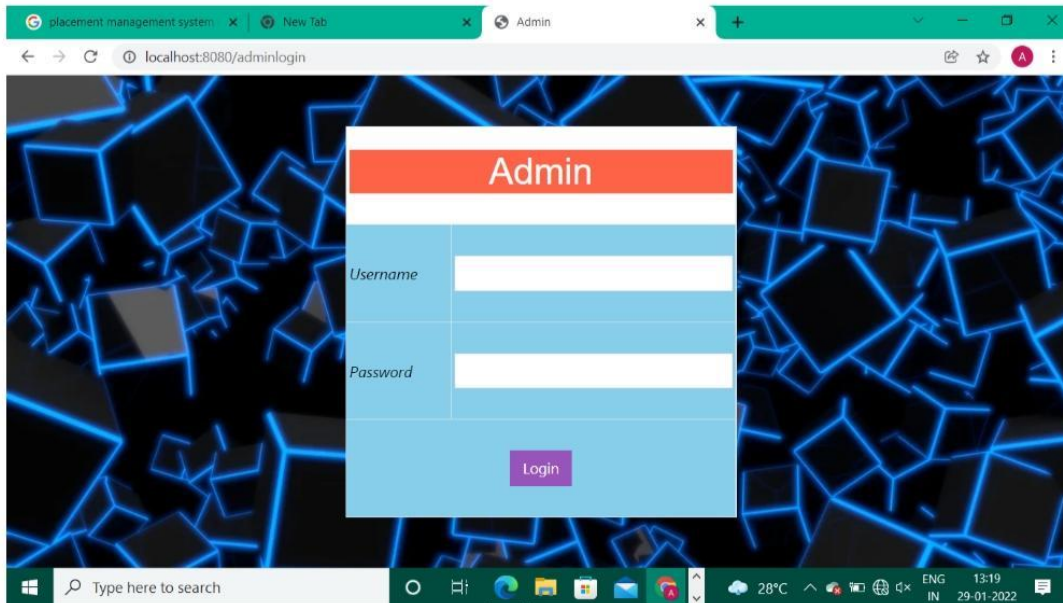 placement management system
New Tab
Admin
localhost:8080/adminlogin
A
Admin
Username
Password
Login
Type here to search
28°C
ENG
13:19
IN
29-01-2022